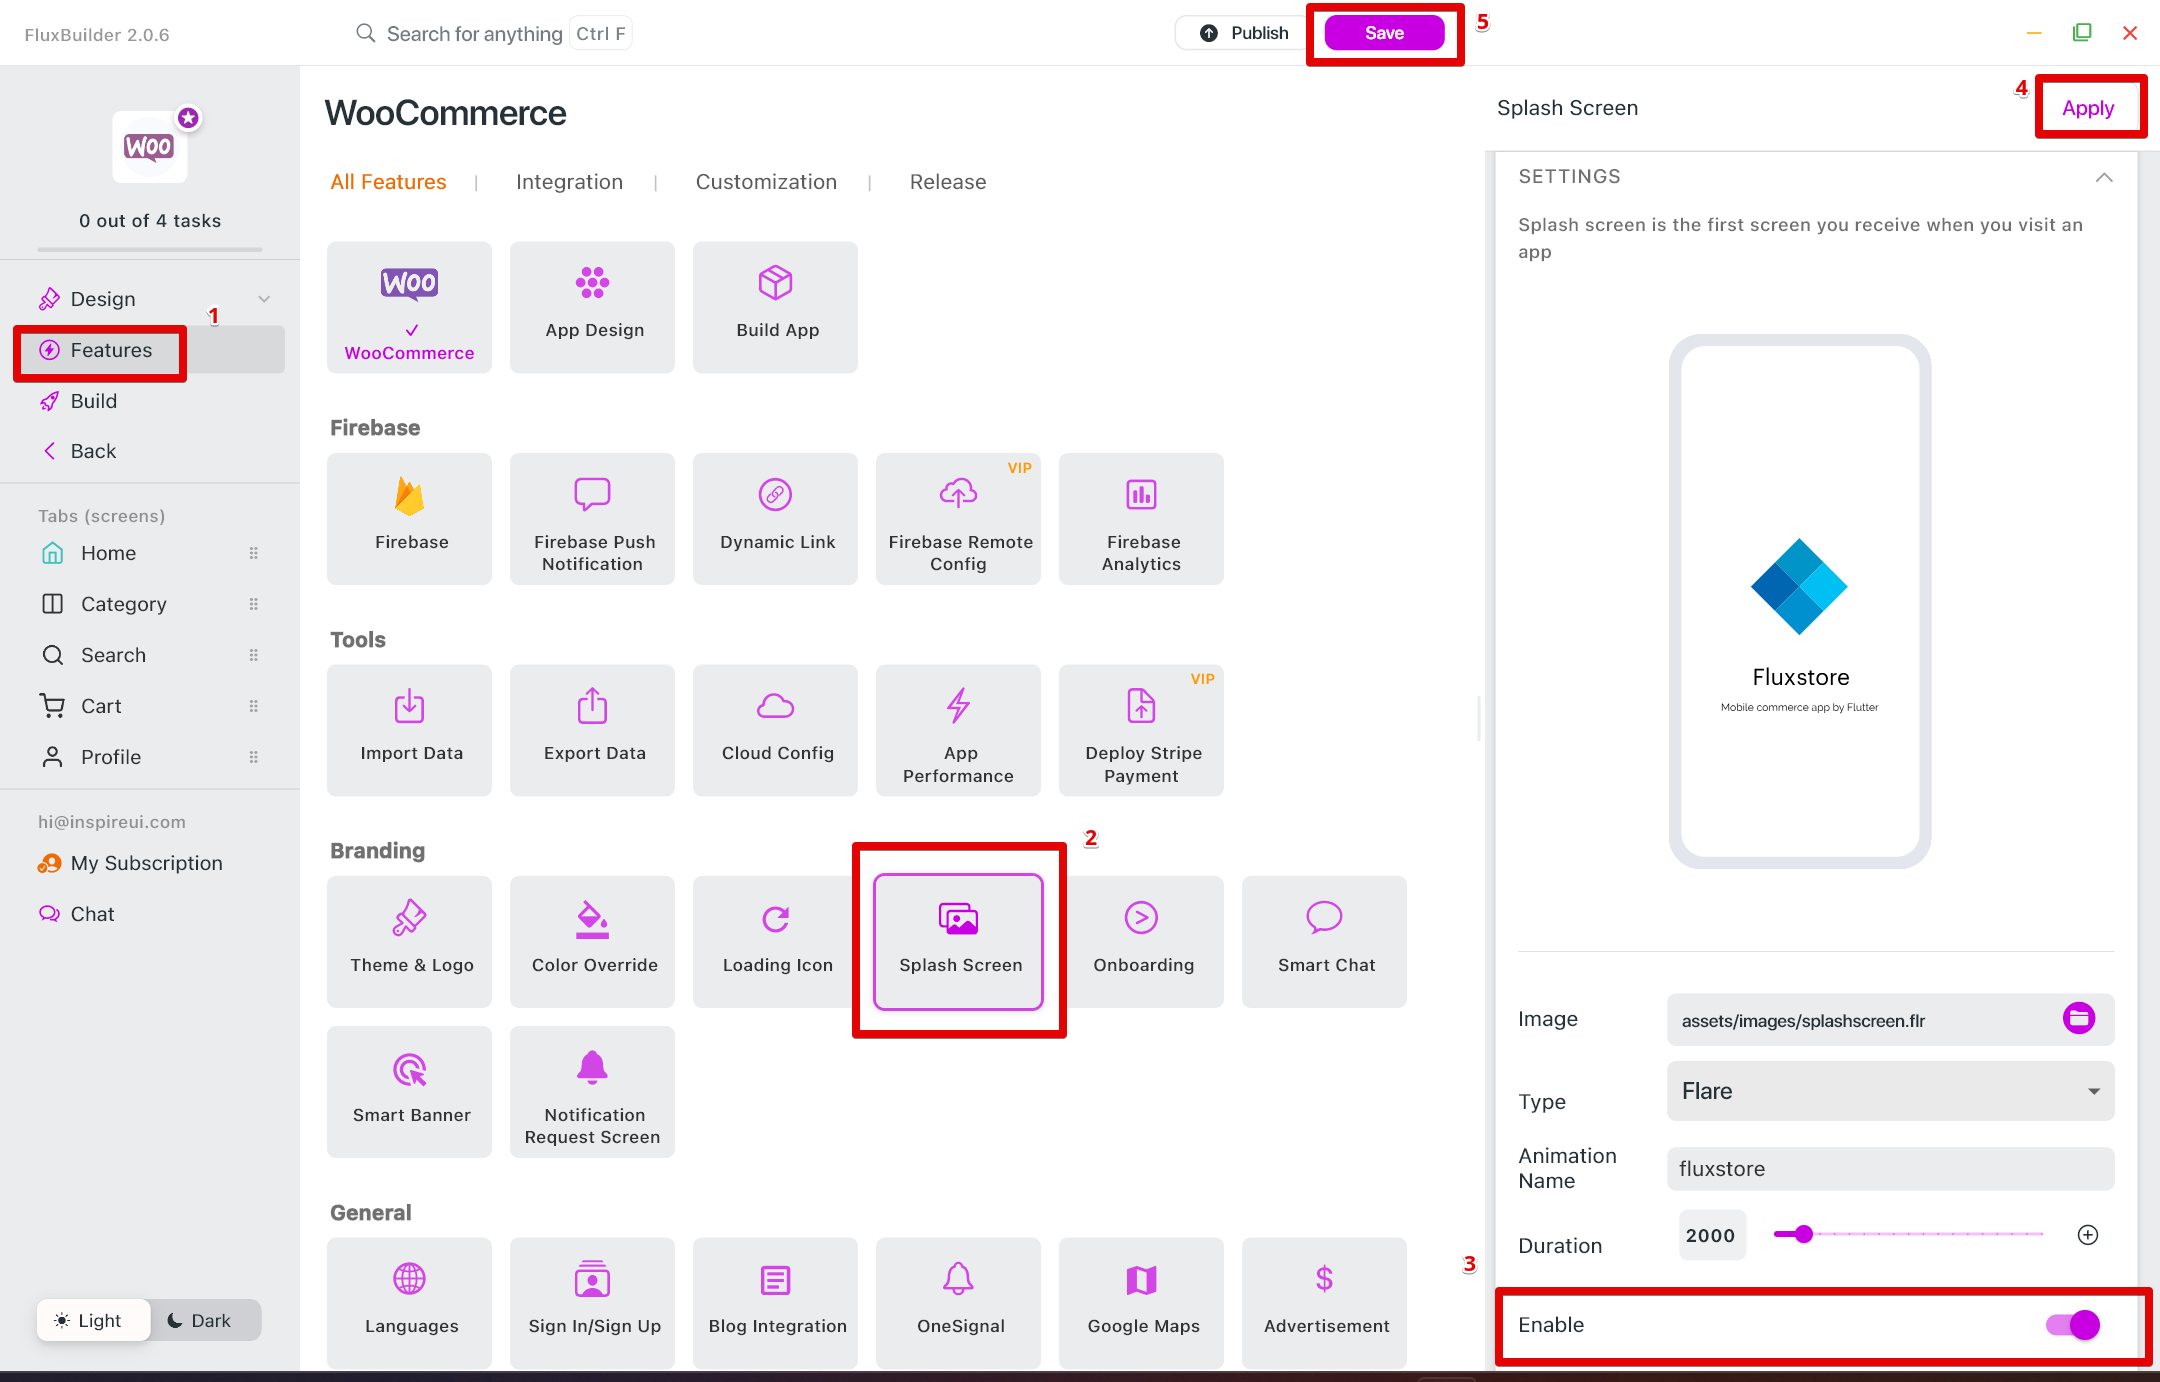 FluxBuilder 2.0.6
Search for anything Ctrl F
Publish
Save
5
WOO
0 out of 4 tasks
Design
1
Features
Build
Back
Tabs (screens)
Home
Category
Search
Cart
Profile
hi@inspireui.com
My Subscription
Chat
Light
Dark
WooCommerce
All Features | Integration | Customization | Release
WOO
WooCommerce
App Design
Build App
Firebase
Firebase
Firebase Push
Notification
Dynamic Link
VIP
Firebase Remote
Config
Firebase
Analytics
Tools
Import Data
Export Data
Cloud Config
App
Performance
VIP
Deploy Stripe
Payment
Branding
2
Theme & Logo
Color Override
Loading Icon
Splash Screen
Onboarding
Smart Chat
Smart Banner
Notification
Request Screen
General
Languages
Sign In/Sign Up
Blog Integration
OneSignal
Google Maps
$
Advertisement
Splash Screen
4
Apply
SETTINGS
Splash screen is the first screen you receive when you visit an
app
Fluxstore
Mobile commerce app by Flutter
Image
assets/images/splashscreen.flr
Type
Flare
Animation
Name
fluxstore
Duration
2000
3
Enable